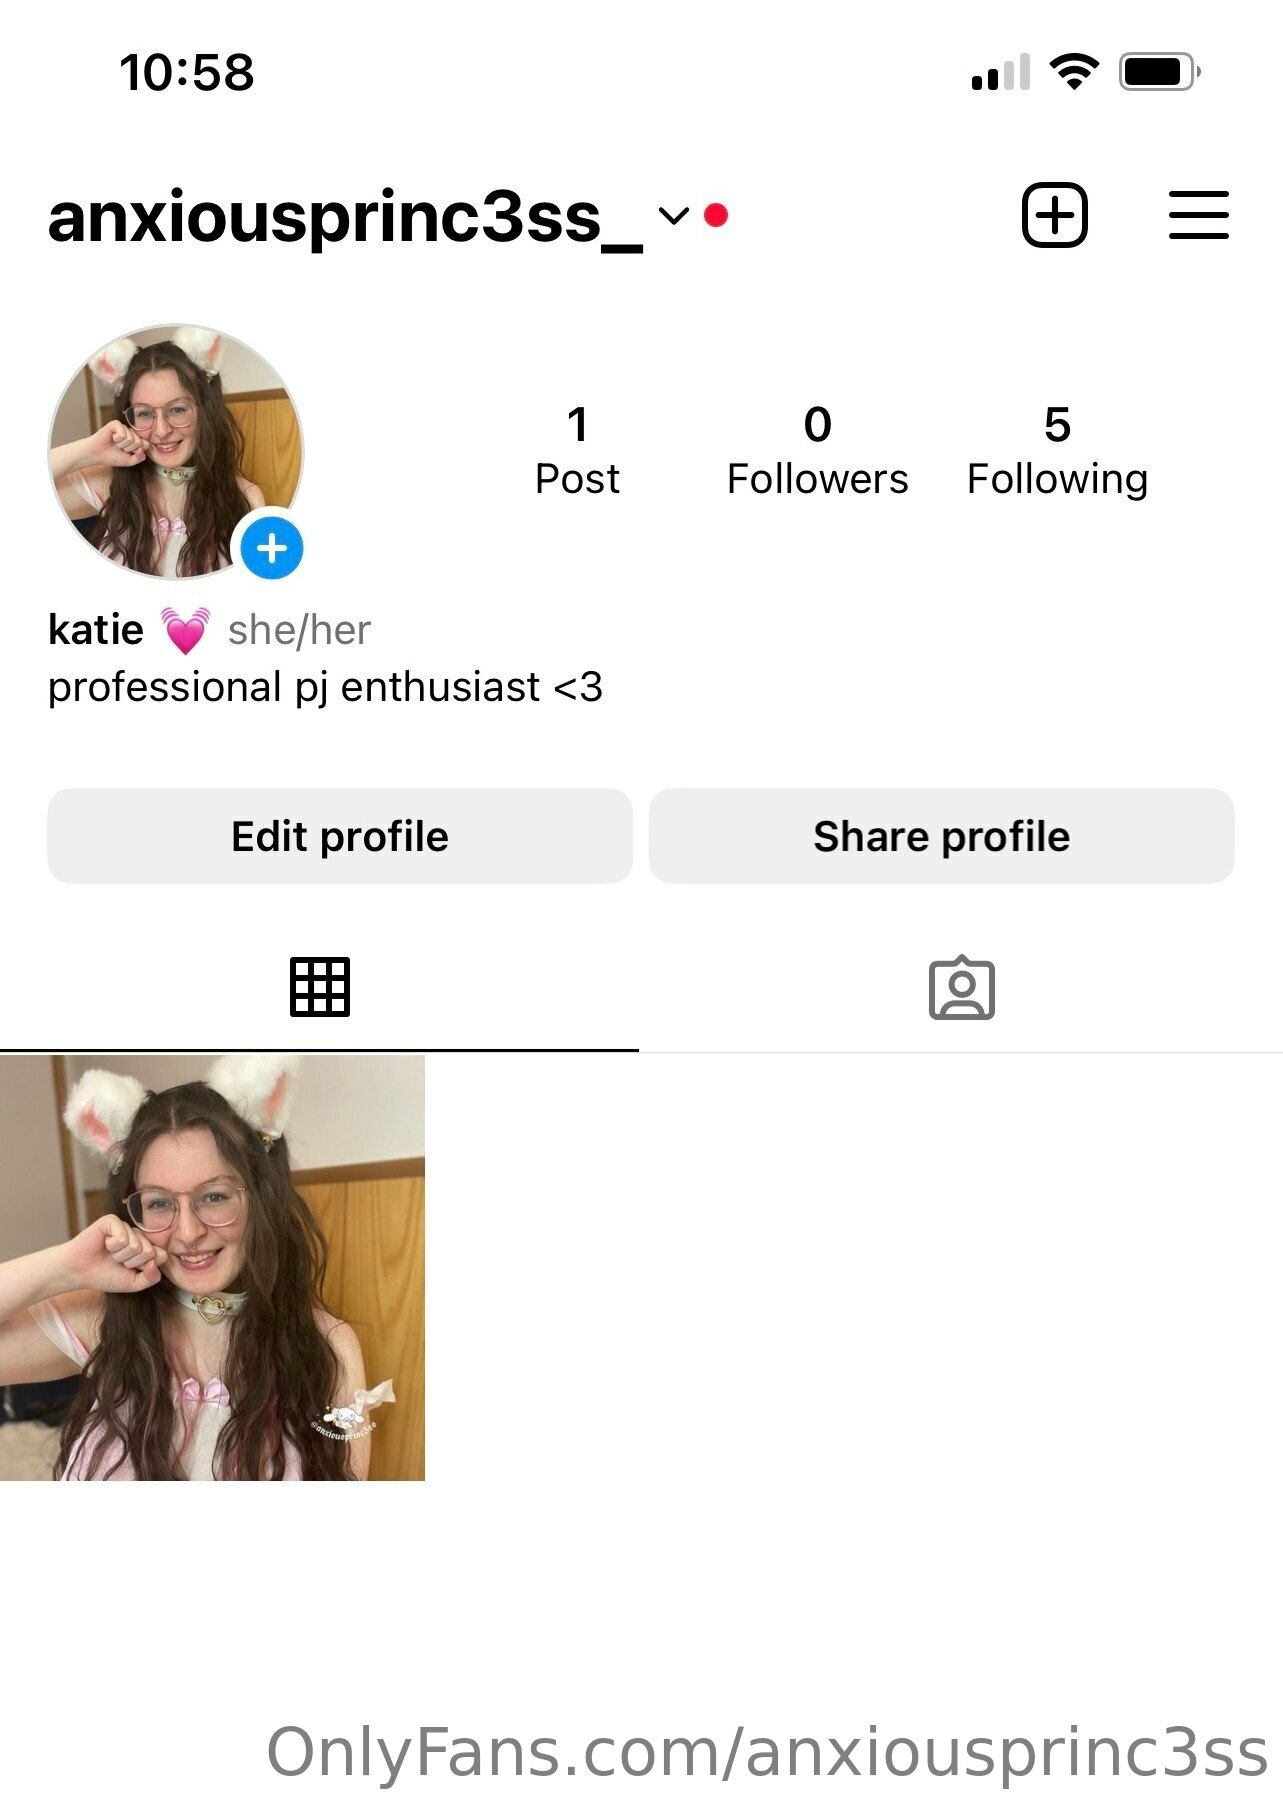 10:58
anxiousprinc3ss_
1 0 5
Post Followers Following
katie 💓 she/her
professional pj enthusiast <3
Edit profile Share profile
@anxiousprinc3ss
OnlyFans.com/anxiousprinc3ss